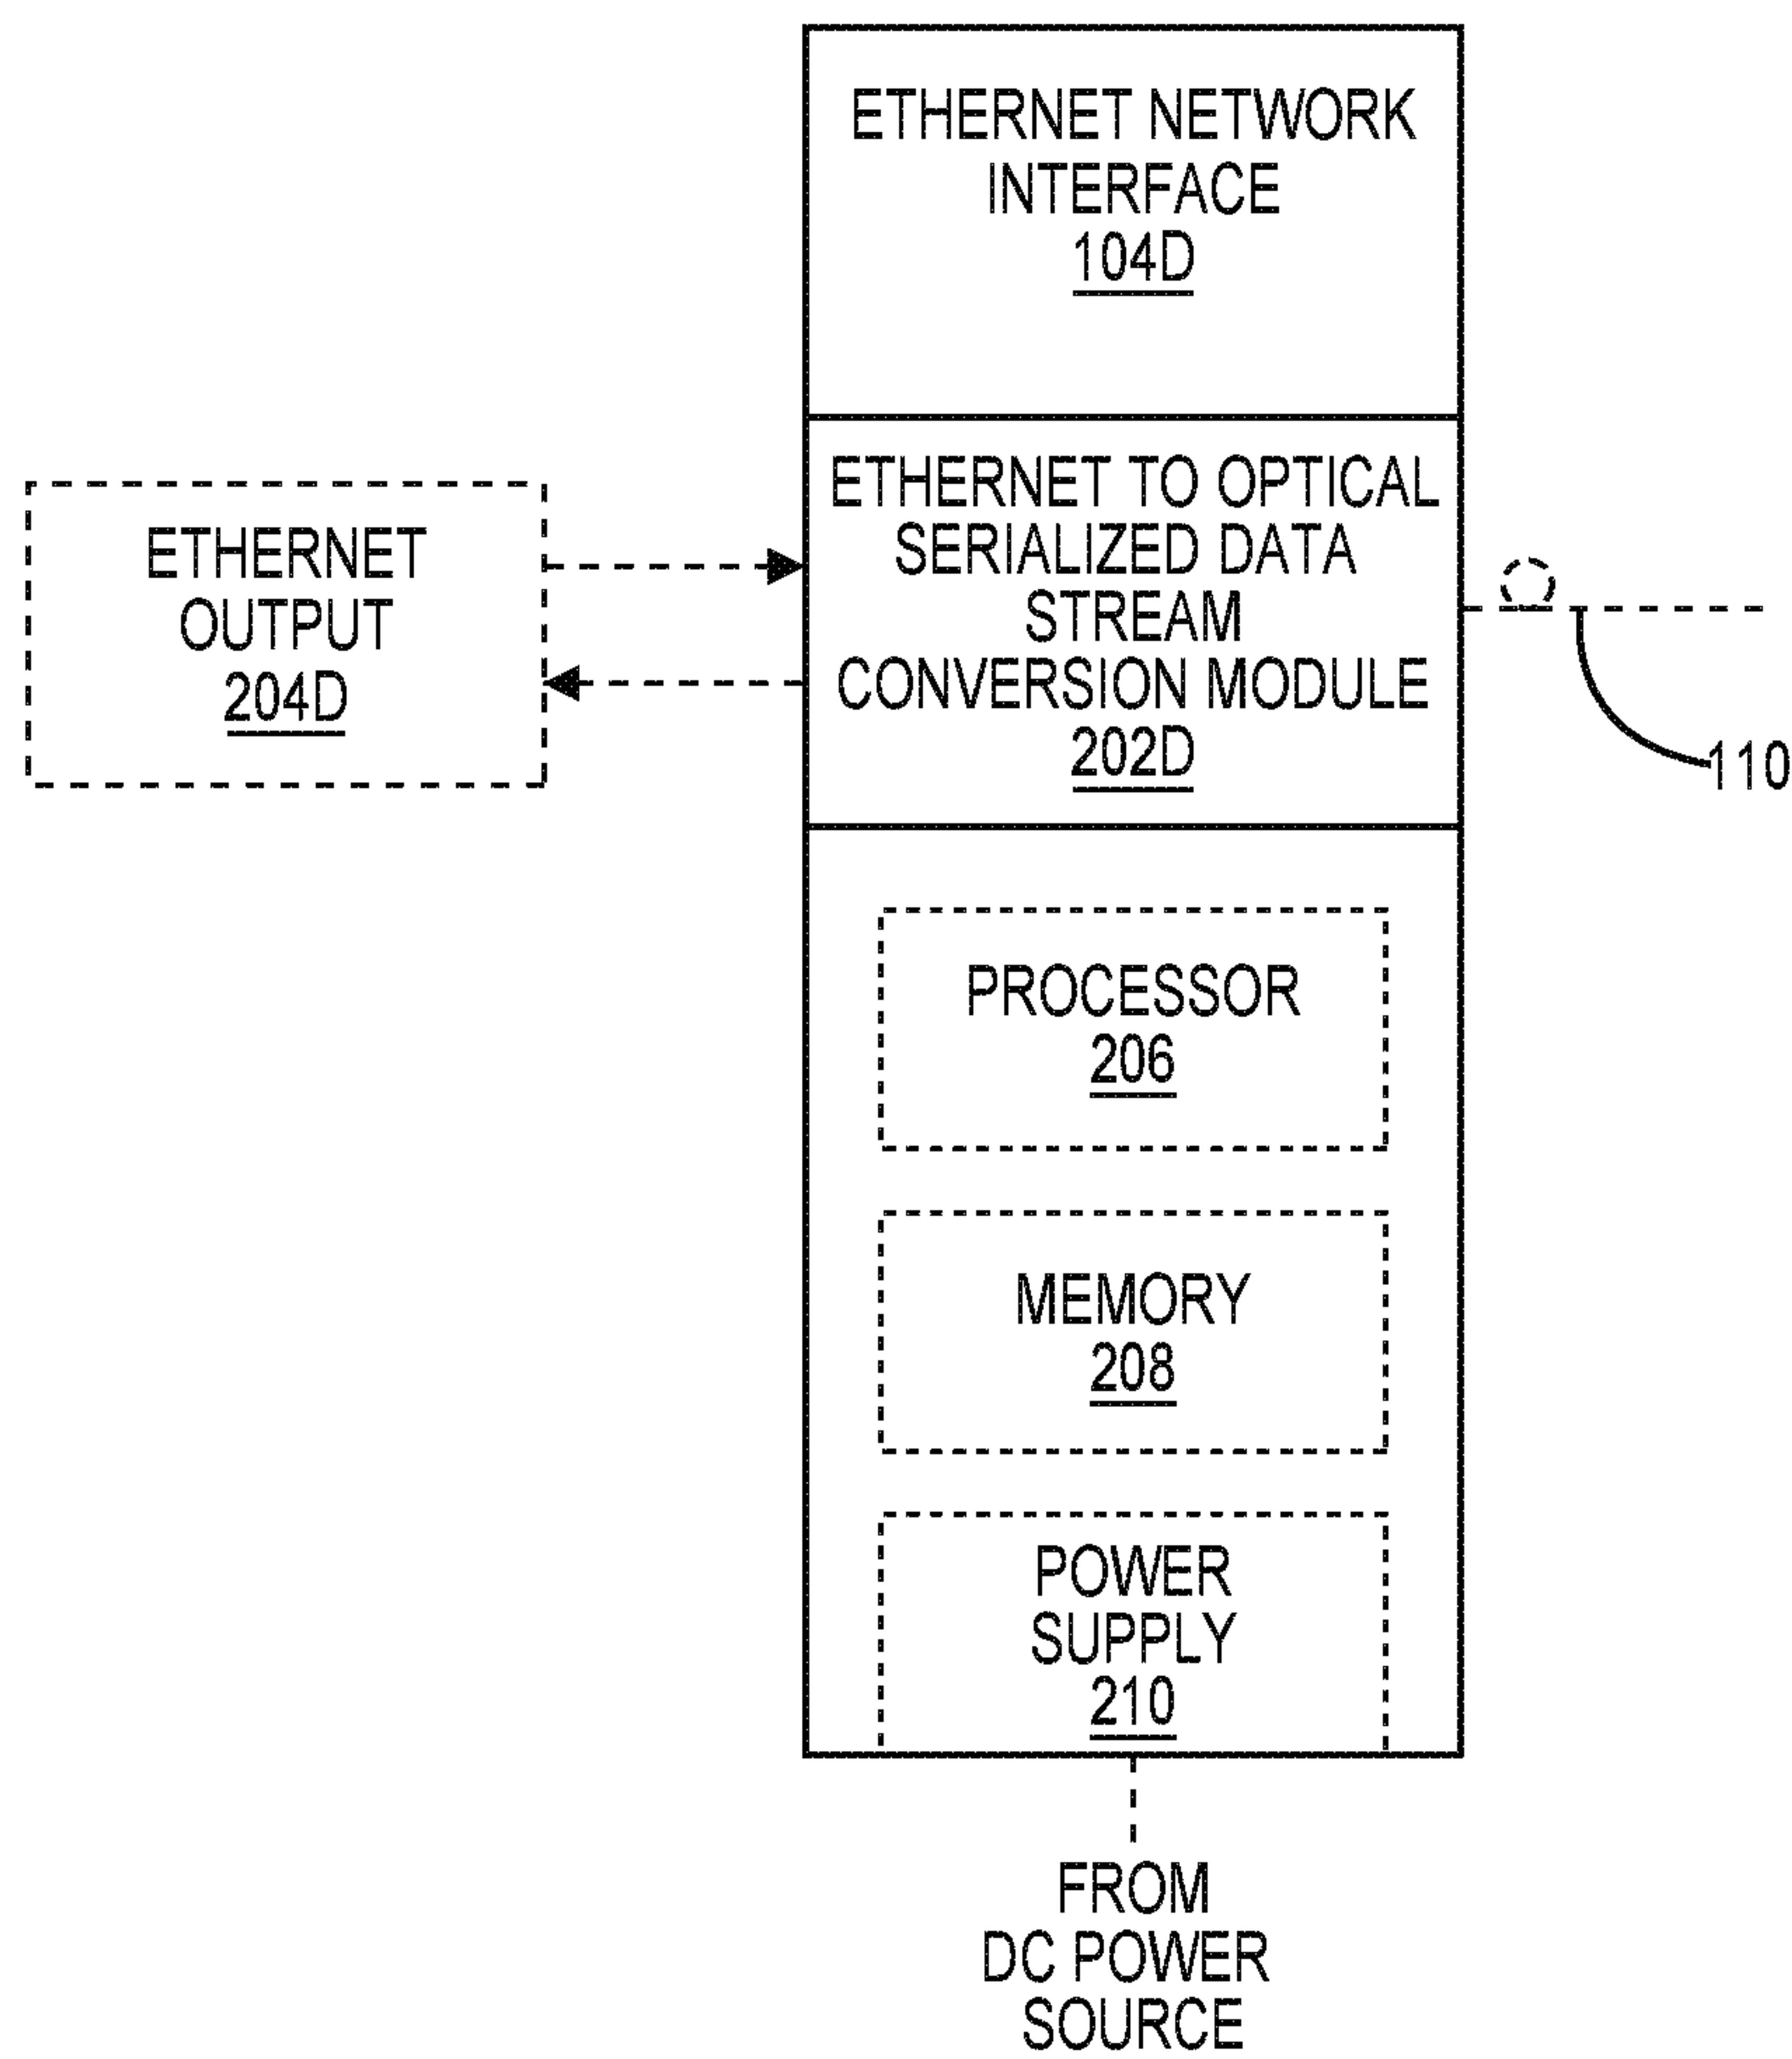 ETHERNET NETWORK
INTERFACE
104D
ETHERNET TO OPTICAL
SERIALIZED DATA
STREAM
CONVERSION MODULE
202D
ETHERNET
OUTPUT
204D
110
PROCESSOR
206
MEMORY
208
POWER
SUPPLY
210
FROM
DC POWER
SOURCE